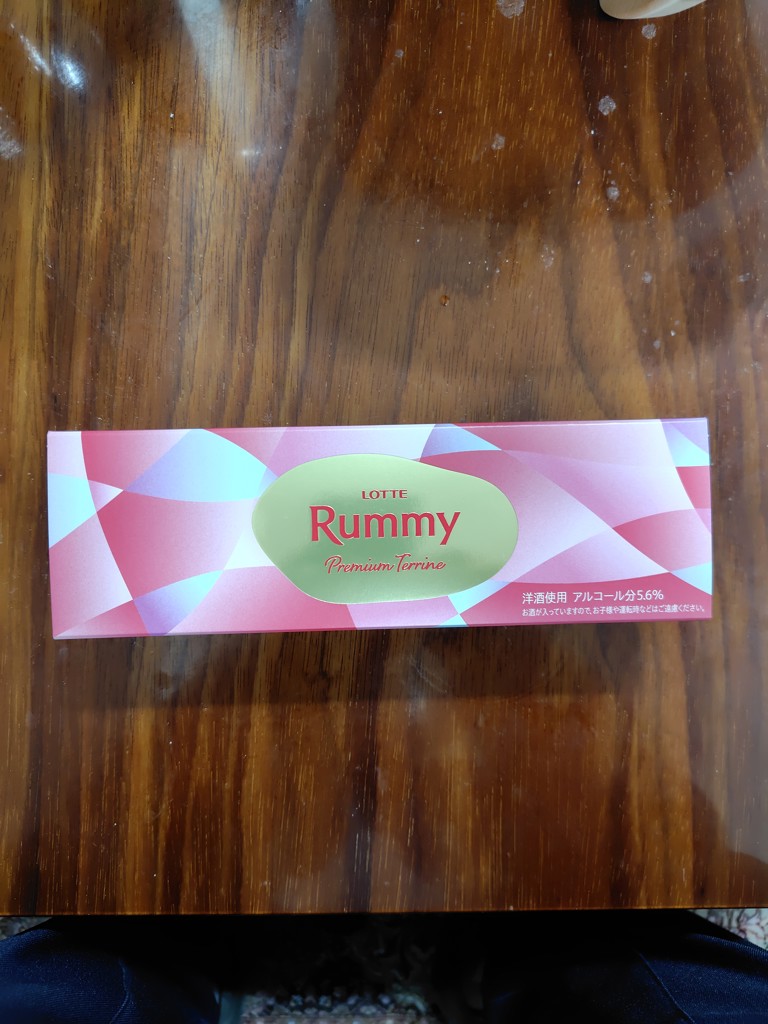 LOTTE
Rummy
Premium Terrine
洋酒使用 アルコール分5.6%
お酒が入っていますので、お子様や運転時などはご遠慮ください。